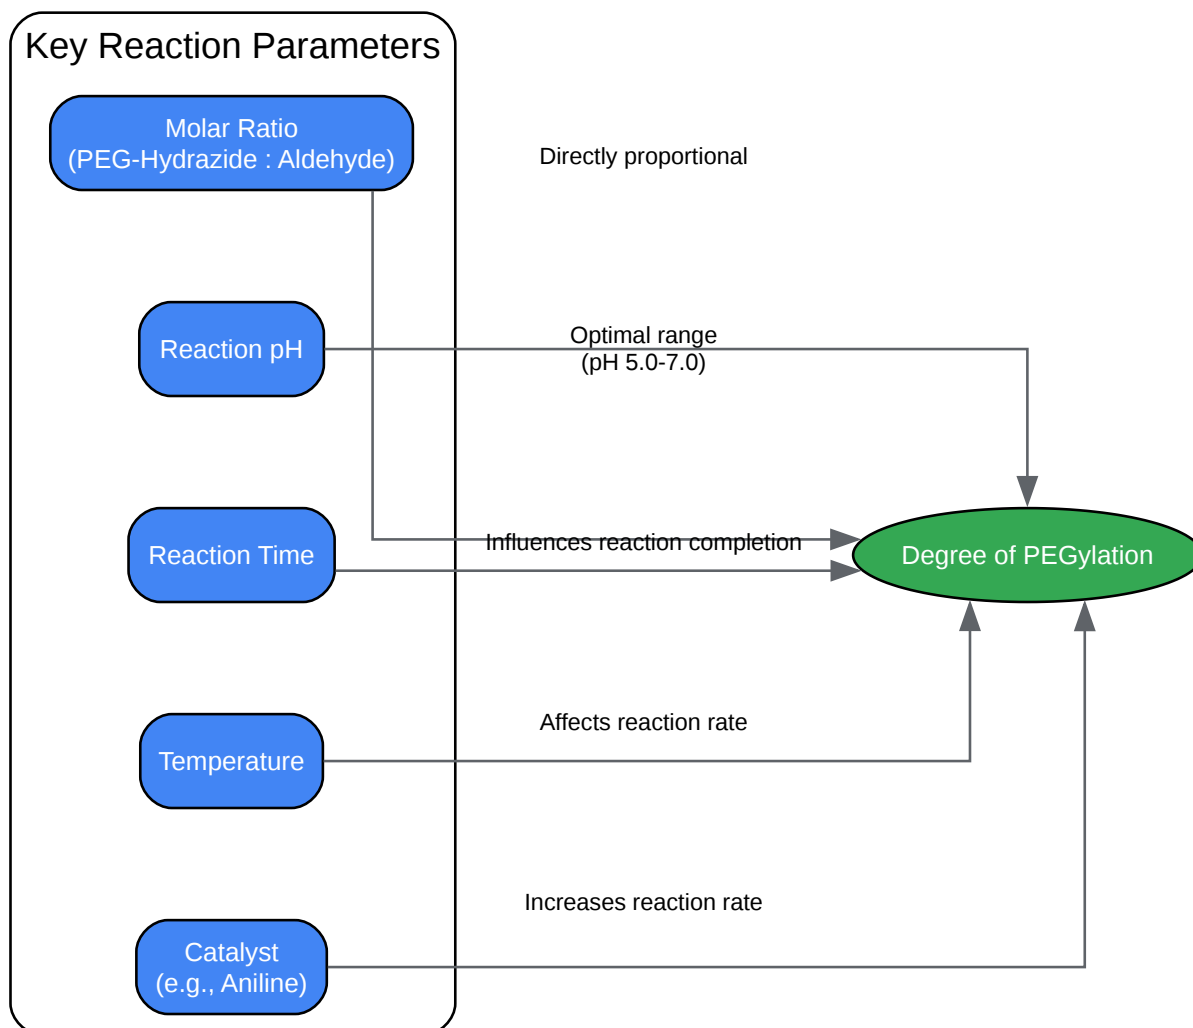 Key Reaction Parameters
Molar Ratio
(PEG-Hydrazide : Aldehyde)
Directly proportional
Reaction pH
Optimal range
(pH 5.0-7.0)
Reaction Time
Influences reaction completion
Degree of PEGylation
Temperature
Affects reaction rate
Catalyst
(e.g., Aniline)
Increases reaction rate